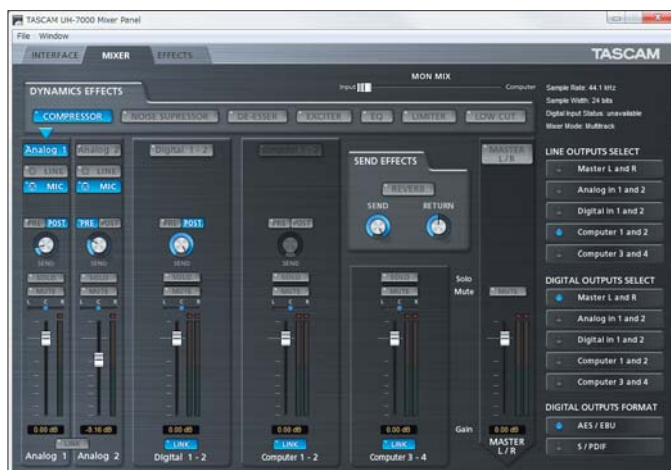 TASCAM UH-7000 Mixer Panel
File Window
INTERFACE MIXER EFFECTS
TASCAM
MON MIX
Input Computer
DYNAMICS EFFECTS
COMPRESSOR NOISE SUPRESSOR DE-ESSER EXCITER EQ LIMITER LOW CUT
Sample Rate: 44.1 kHz
Sample Width: 24 bits
Digital Input Status: unavailable
Mixer Mode: Multitrack
Analog 1 Analog 2 Digital 1 - 2 Computer 1 - 2
MASTER
L / R
LINE LINE
MIC MIC
SEND EFFECTS
REVERB
SEND RETURN
PRE POST PRE POST PRE POST PRE POST
SEND SEND SEND SEND
SOLO SOLO SOLO SOLO SOLO
Solo
MUTE MUTE MUTE MUTE MUTE
Mute
MUTE
L C R L C R L C R L C R L C R
0.00 dB -9.16 dB 0.00 dB 0.00 dB 0.00 dB
Gain
0.00 dB
LINK LINK LINK LINK
Analog 1 Analog 2 Digital 1 - 2 Computer 1 - 2 Computer 3 - 4
MASTER
L / R
LINE OUTPUTS SELECT
Master L and R
Analog in 1 and 2
Digital in 1 and 2
Computer 1 and 2
Computer 3 and 4
DIGITAL OUTPUTS SELECT
Master L and R
Analog in 1 and 2
Digital in 1 and 2
Computer 1 and 2
Computer 3 and 4
DIGITAL OUTPUTS FORMAT
AES / EBU
S / PDIF